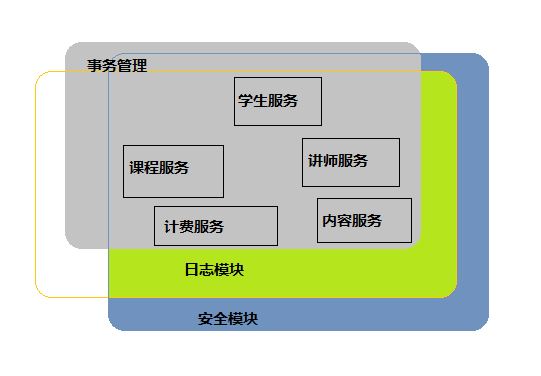 事务管理
学生服务
讲师服务
课程服务
计费服务
内容服务
日志模块
安全模块